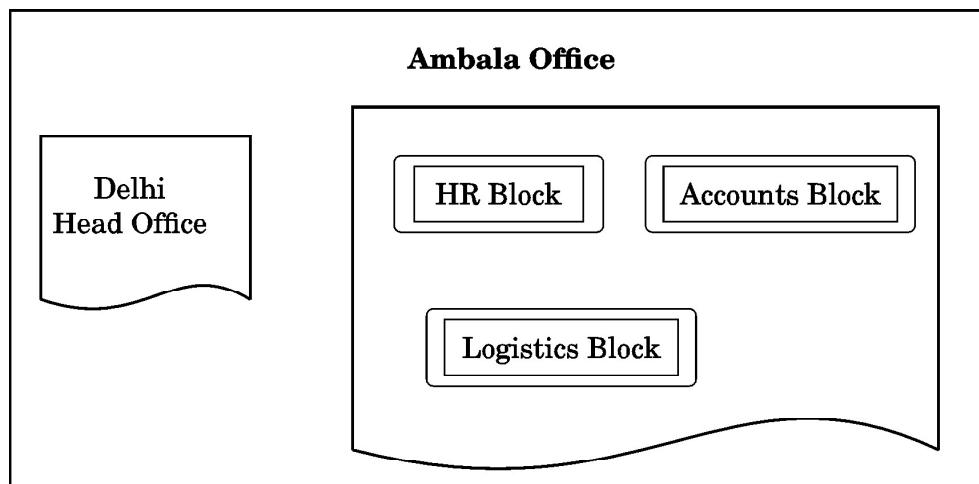 Ambala Office
Delhi
Head Office
HR Block
Accounts Block
Logistics Block